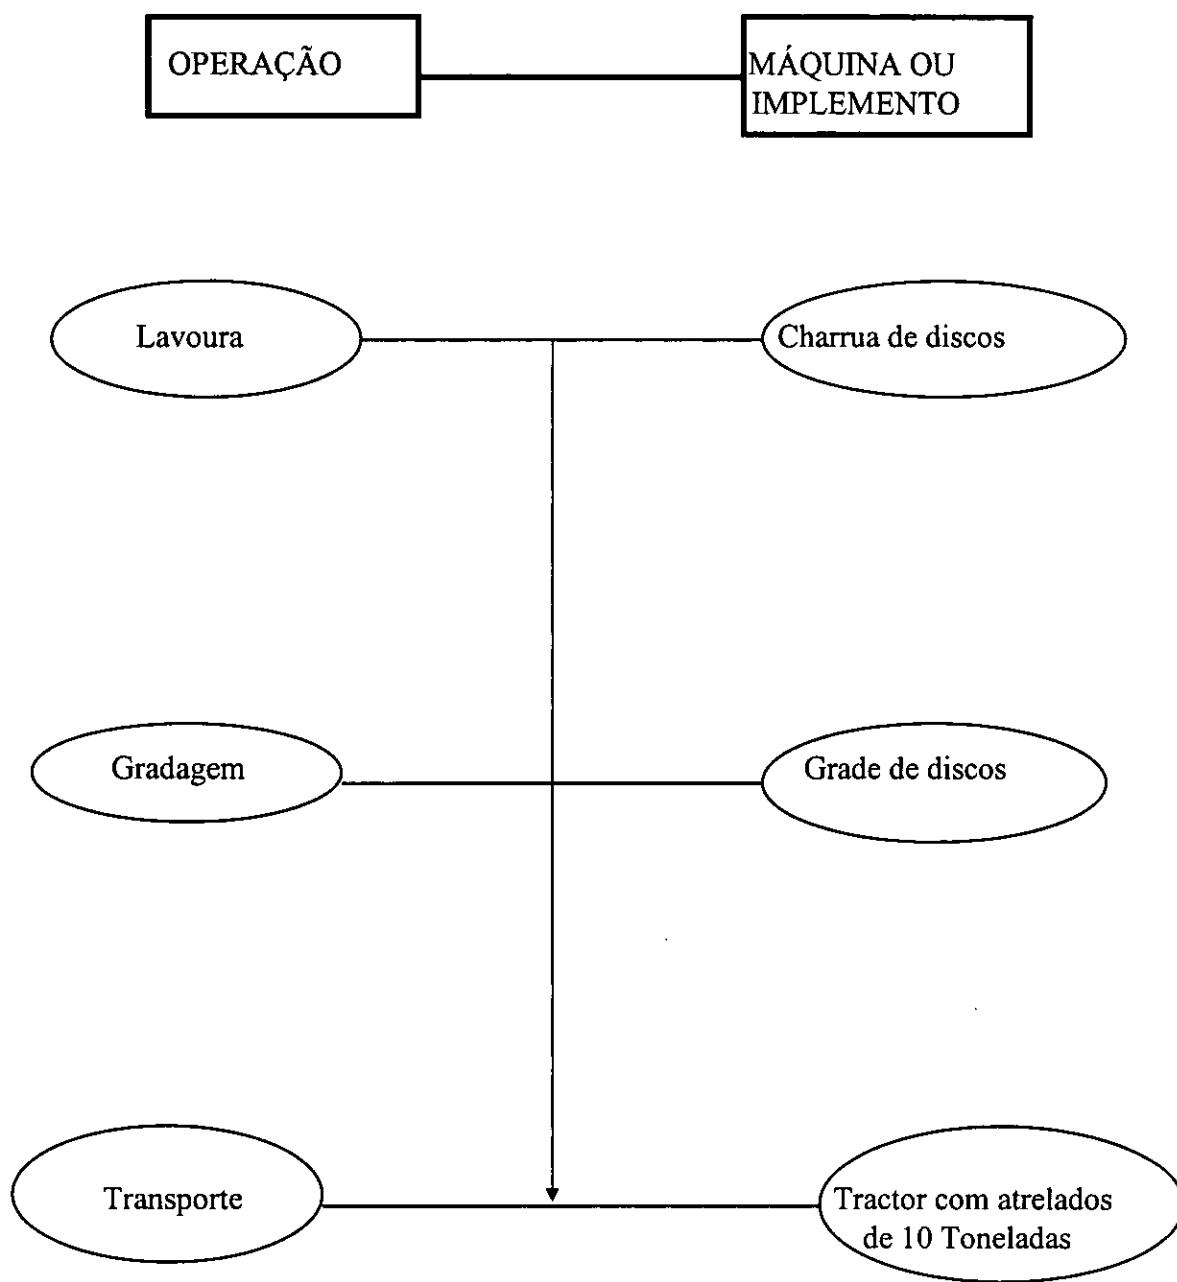 OPERAÇÃO
MÁQUINA OU
IMPLEMENTO
Lavoura
Charrua de discos
Gradagem
Grade de discos
Transporte
Tractor com atrelados
de 10 Toneladas